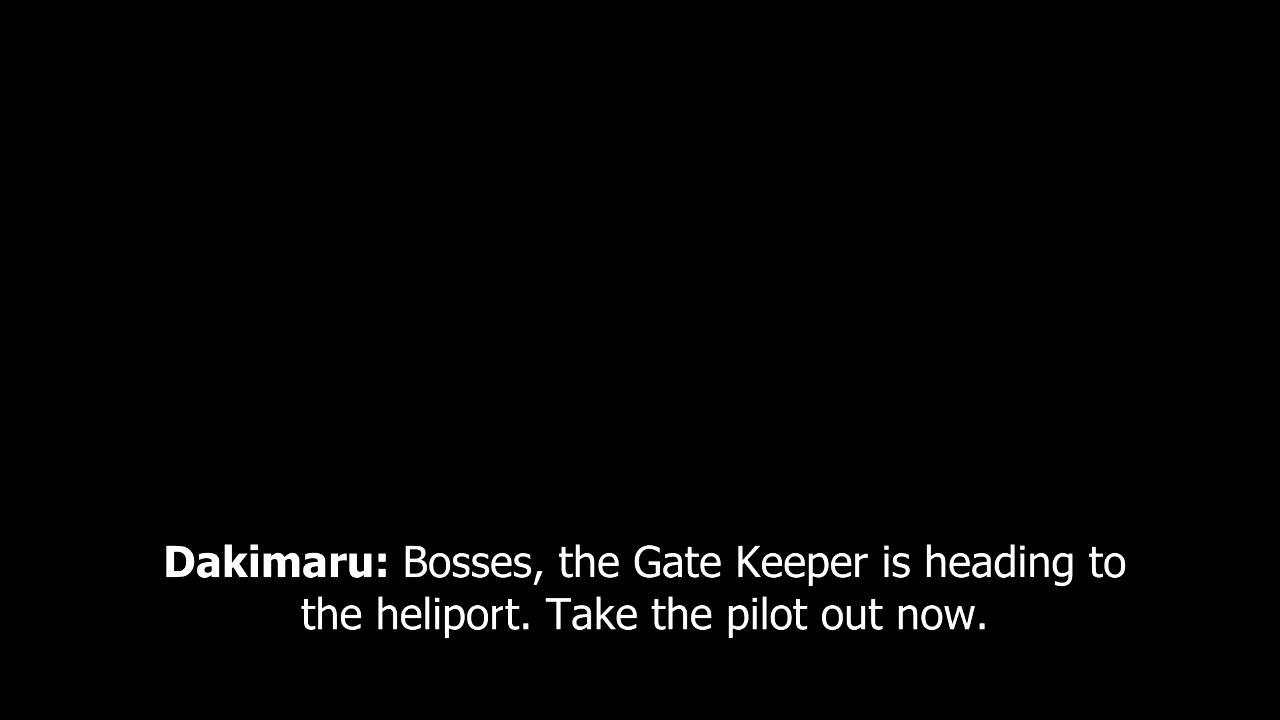 Dakimaru: Bosses, the Gate Keeper is heading to
the heliport. Take the pilot out now.